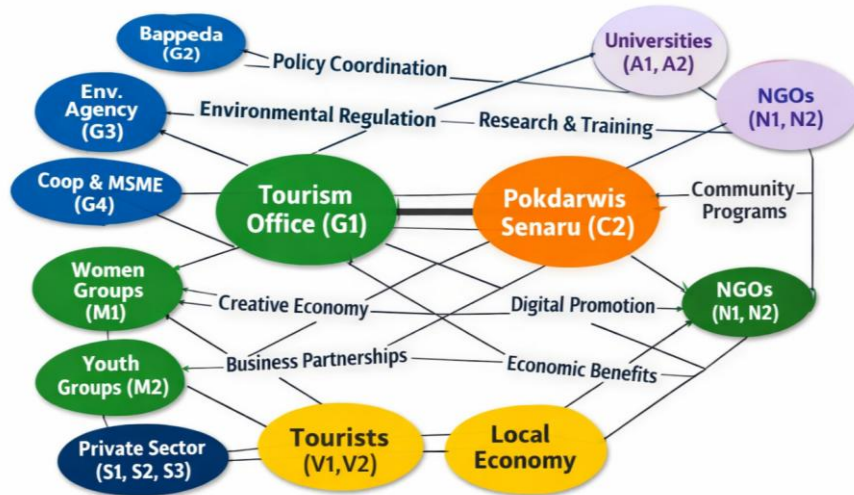 Bappeda
(G2)
Policy Coordination
Universities
(A1, A2)
Env.
Agency
(G3)
Environmental Regulation
Research & Training
NGOs
(N1, N2)
Coop & MSME
(G4)
Tourism
Office (G1)
Pokdarwis
Senaru (C2)
Community
Programs
Women
Groups
(M1)
Creative Economy
Digital Promotion
NGOs
(N1, N2)
Youth
Groups (M2)
Business Partnerships
Economic Benefits
Private Sector
(S1, S2, S3)
Tourists
(V1,V2)
Local
Economy